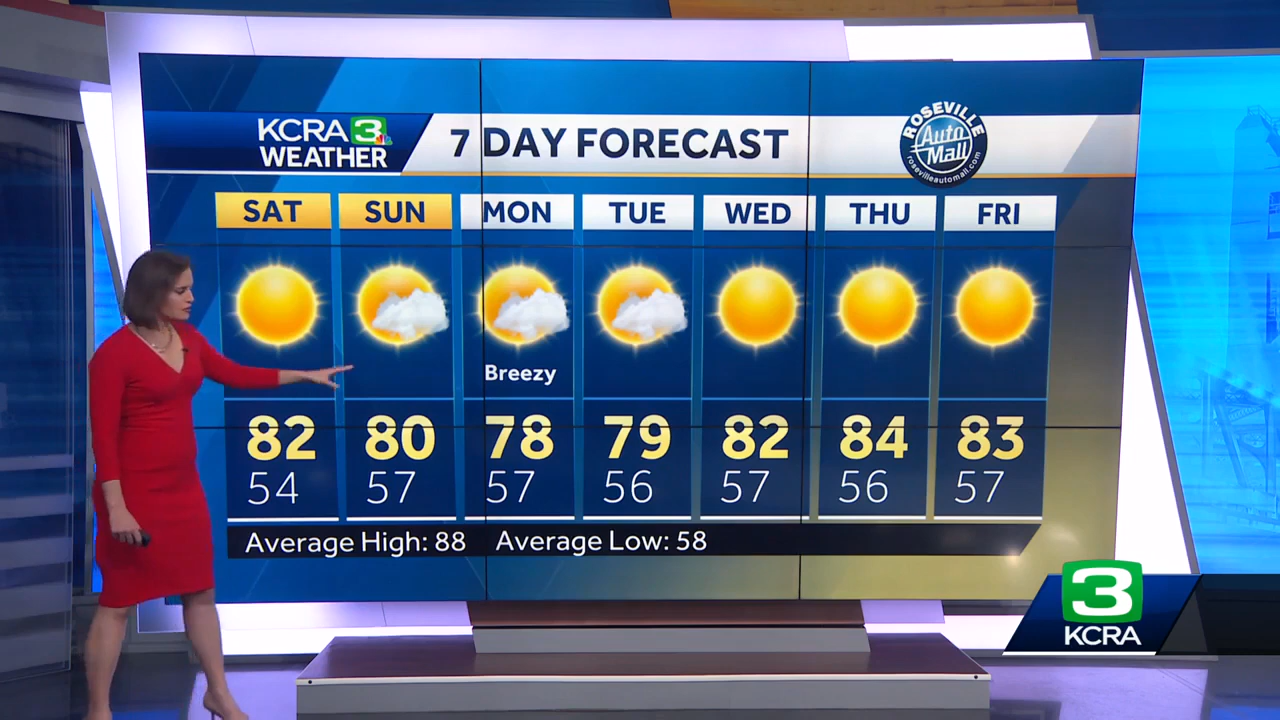 KCRA 3
WEATHER
7 DAY FORECAST
ROSEVILLE
Auto
Mall
rosevilleautomall.com
SAT SUN MON TUE WED THU FRI
Breezy
82 80 78 79 82 84 83
54 57 57 56 57 56 57
Average High: 88 Average Low: 58
3
KCRA